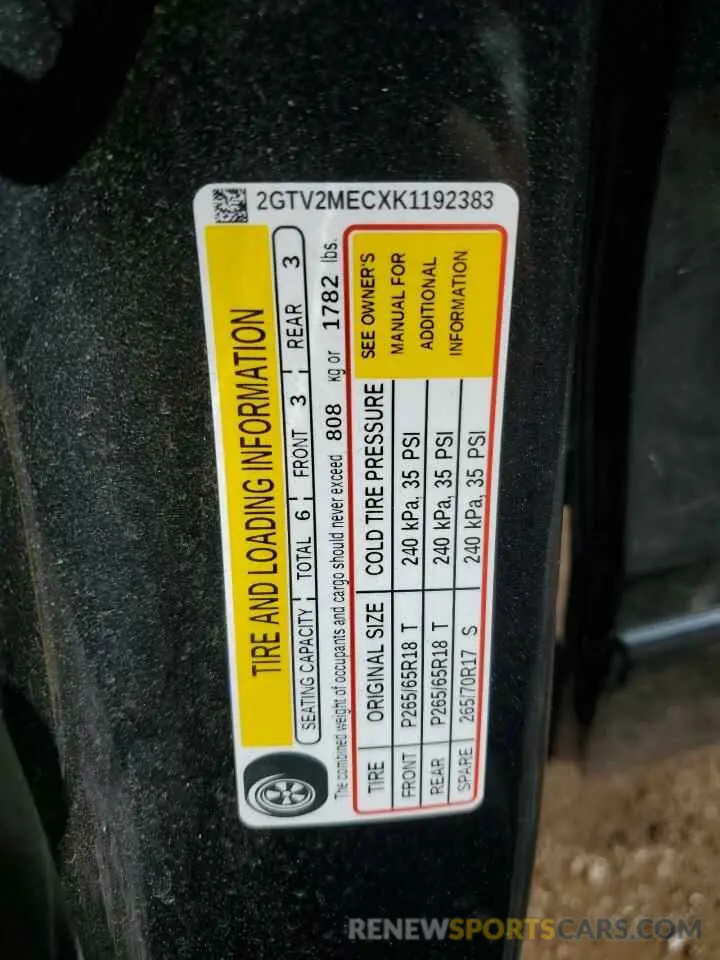 2GTV2MECXK1192383
TIRE AND LOADING INFORMATION
SEATING CAPACITY TOTAL 6 FRONT 3 REAR 3
The combined weight of occupants and cargo should never exceed 808 kg or 1782 lbs.
TIRE ORIGINAL SIZE COLD TIRE PRESSURE
FRONT P265/65R18 T 240 kPa, 35 PSI
REAR P265/65R18 T 240 kPa, 35 PSI
SPARE 265/70R17 S 240 kPa, 35 PSI
SEE OWNER'S
MANUAL FOR
ADDITIONAL
INFORMATION
RENEWSPORTSCARS.COM